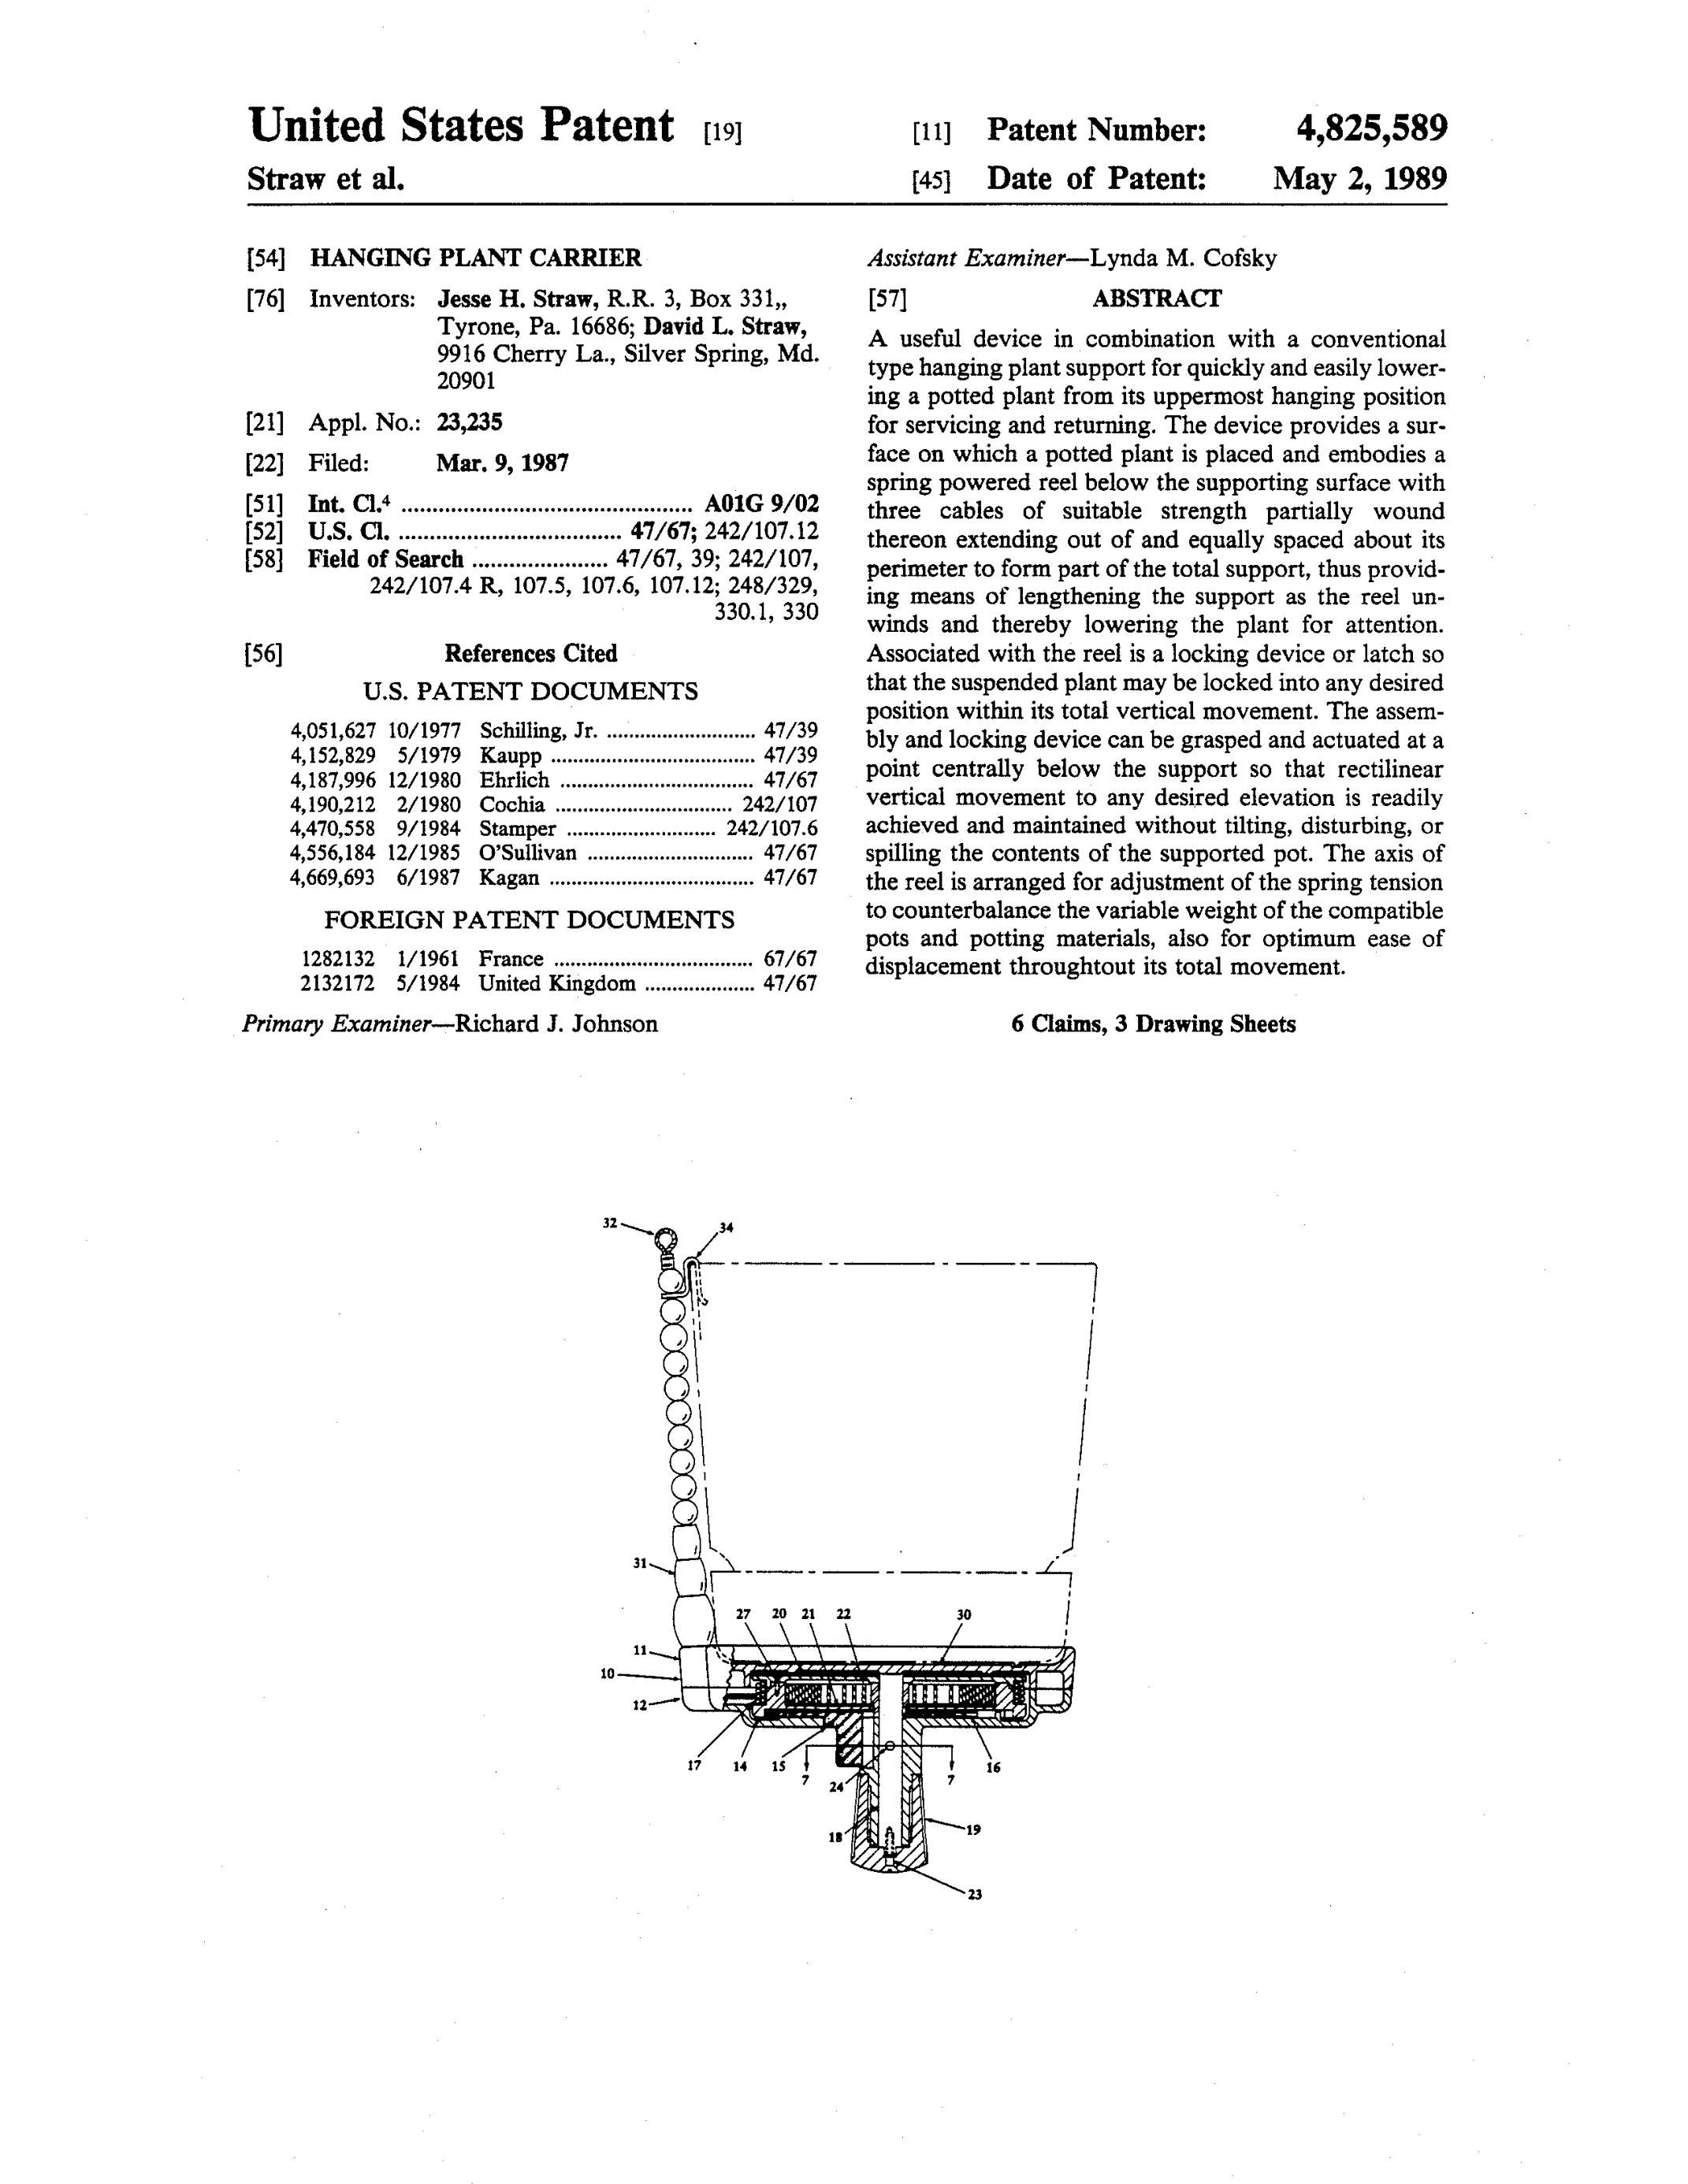 United States Patent [19]
Straw et al.
[11] Patent Number: 4,825,589
[45] Date of Patent: May 2, 1989
[54] HANGING PLANT CARRIER
[76] Inventors: Jesse H. Straw, R.R. 3, Box 331,,
Tyrone, Pa. 16686; David L. Straw,
9916 Cherry La., Silver Spring, Md.
20901
[21] Appl. No.: 23,235
[22] Filed: Mar. 9, 1987
[51] Int. Cl.⁴ ................................................ A01G 9/02
[52] U.S. Cl. .................................... 47/67; 242/107.12
[58] Field of Search ...................... 47/67, 39; 242/107,
242/107.4 R, 107.5, 107.6, 107.12; 248/329,
330.1, 330
[56] References Cited
U.S. PATENT DOCUMENTS
4,051,627 10/1977 Schilling, Jr. ........................... 47/39
4,152,829 5/1979 Kaupp ..................................... 47/39
4,187,996 12/1980 Ehrlich ................................... 47/67
4,190,212 2/1980 Cochia ................................ 242/107
4,470,558 9/1984 Stamper ........................... 242/107.6
4,556,184 12/1985 O'Sullivan .............................. 47/67
4,669,693 6/1987 Kagan ..................................... 47/67
FOREIGN PATENT DOCUMENTS
1282132 1/1961 France .................................... 67/67
2132172 5/1984 United Kingdom .................... 47/67
Primary Examiner—Richard J. Johnson
Assistant Examiner—Lynda M. Cofsky
[57] ABSTRACT
A useful device in combination with a conventional
type hanging plant support for quickly and easily lower-
ing a potted plant from its uppermost hanging position
for servicing and returning. The device provides a sur-
face on which a potted plant is placed and embodies a
spring powered reel below the supporting surface with
three cables of suitable strength partially wound
thereon extending out of and equally spaced about its
perimeter to form part of the total support, thus provid-
ing means of lengthening the support as the reel un-
winds and thereby lowering the plant for attention.
Associated with the reel is a locking device or latch so
that the suspended plant may be locked into any desired
position within its total vertical movement. The assem-
bly and locking device can be grasped and actuated at a
point centrally below the support so that rectilinear
vertical movement to any desired elevation is readily
achieved and maintained without tilting, disturbing, or
spilling the contents of the supported pot. The axis of
the reel is arranged for adjustment of the spring tension
to counterbalance the variable weight of the compatible
pots and potting materials, also for optimum ease of
displacement throughtout its total movement.
6 Claims, 3 Drawing Sheets
32
34
31
27 20 21 22 30
11
10
12
17 14 15 7 24 7 16
18 19
23